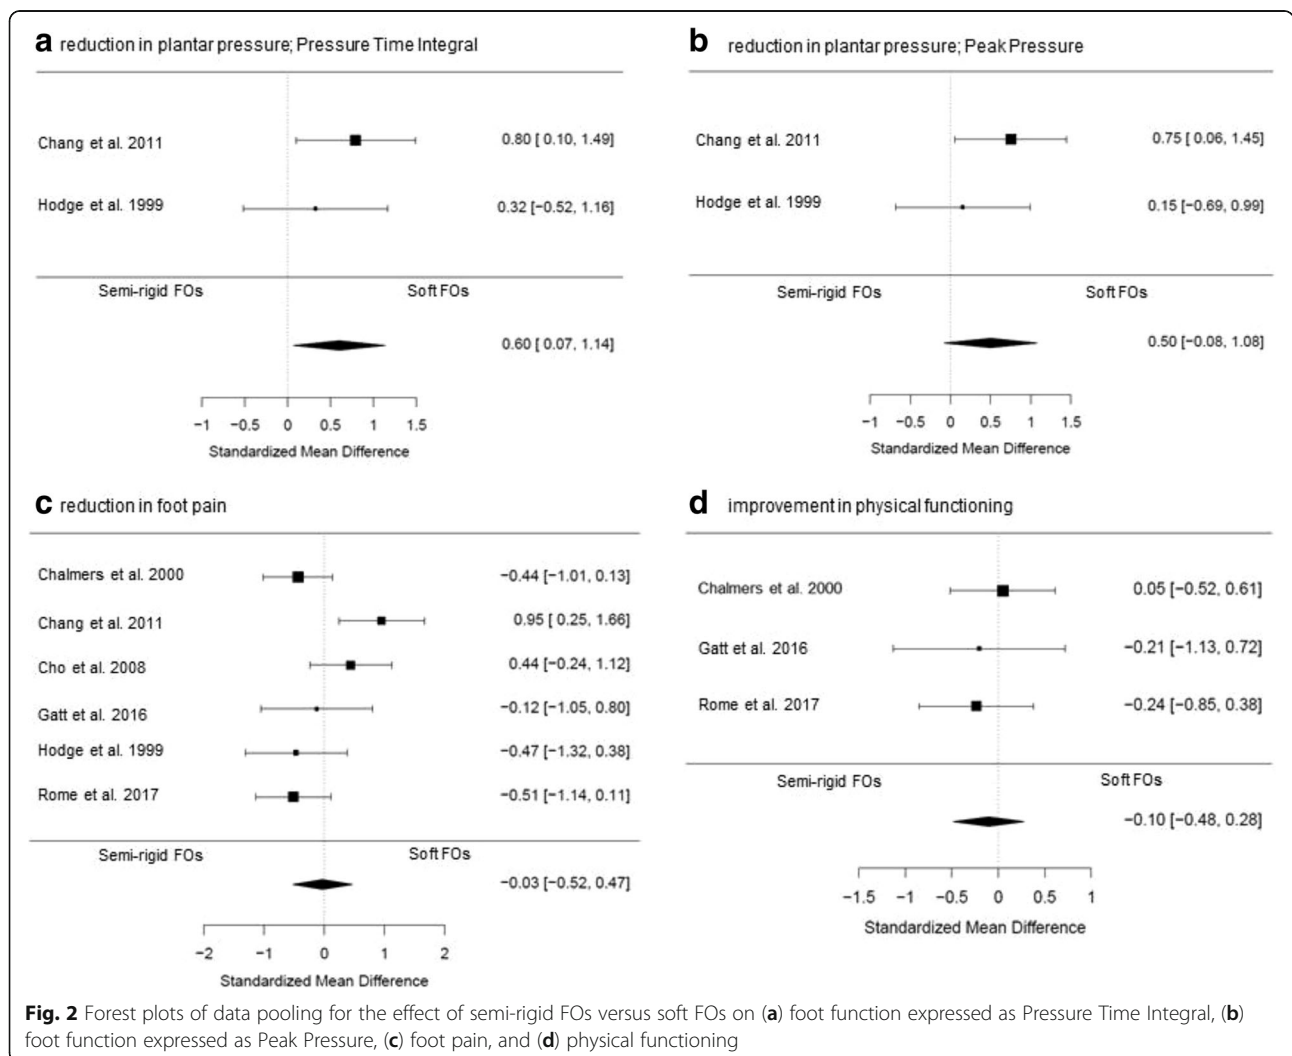 a reduction in plantar pressure; Pressure Time Integral
Chang et al. 2011 0.80 [ 0.10, 1.49]
Hodge et al. 1999 0.32 [−0.52, 1.16]
Semi-rigid FOs Soft FOs
0.60 [ 0.07, 1.14]
−1 −0.5 0 0.5 1 1.5
Standardized Mean Difference
b reduction in plantar pressure; Peak Pressure
Chang et al. 2011 0.75 [ 0.06, 1.45]
Hodge et al. 1999 0.15 [−0.69, 0.99]
Semi-rigid FOs Soft FOs
0.50 [−0.08, 1.08]
−1 −0.5 0 0.5 1 1.5
Standardized Mean Difference
c reduction in foot pain
Chalmers et al. 2000 −0.44 [−1.01, 0.13]
Chang et al. 2011 0.95 [ 0.25, 1.66]
Cho et al. 2008 0.44 [−0.24, 1.12]
Gatt et al. 2016 −0.12 [−1.05, 0.80]
Hodge et al. 1999 −0.47 [−1.32, 0.38]
Rome et al. 2017 −0.51 [−1.14, 0.11]
Semi-rigid FOs Soft FOs
−0.03 [−0.52, 0.47]
−2 −1 0 1 2
Standardized Mean Difference
d improvement in physical functioning
Chalmers et al. 2000 0.05 [−0.52, 0.61]
Gatt et al. 2016 −0.21 [−1.13, 0.72]
Rome et al. 2017 −0.24 [−0.85, 0.38]
Semi-rigid FOs Soft FOs
−0.10 [−0.48, 0.28]
−1.5 −1 −0.5 0 0.5 1
Standardized Mean Difference
Fig. 2 Forest plots of data pooling for the effect of semi-rigid FOs versus soft FOs on (a) foot function expressed as Pressure Time Integral, (b)
foot function expressed as Peak Pressure, (c) foot pain, and (d) physical functioning